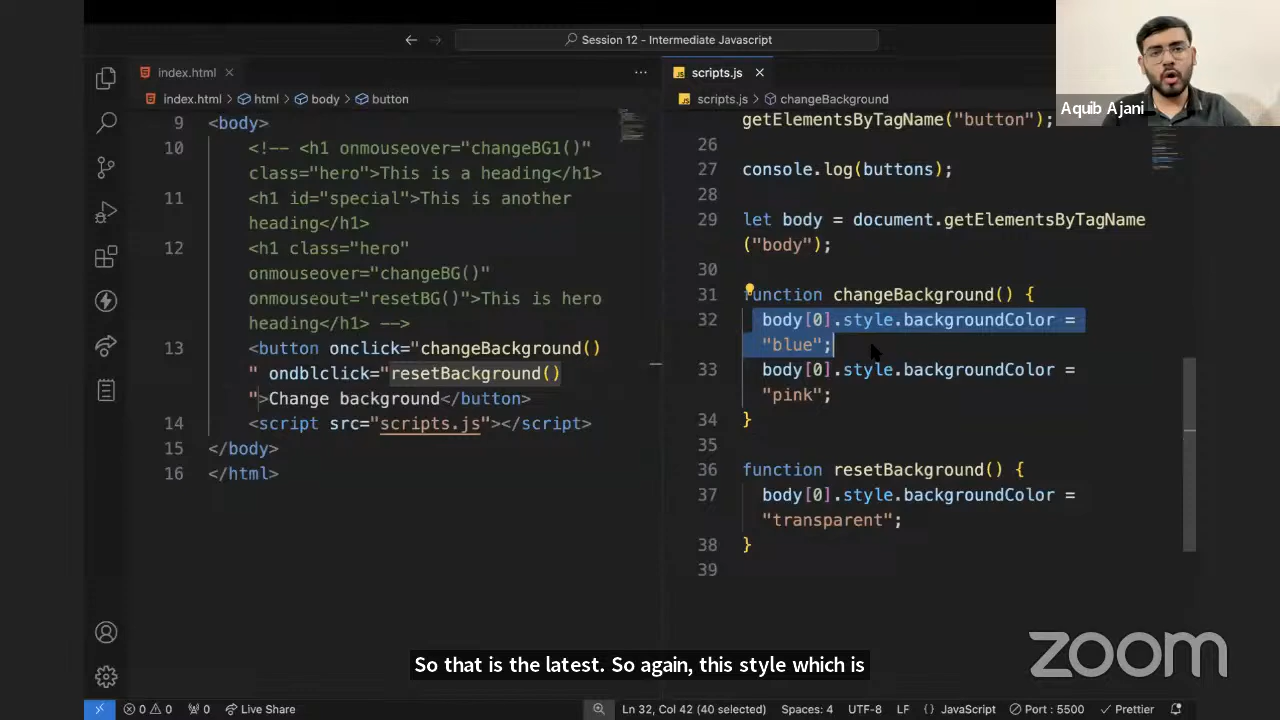 Session 12 - Intermediate Javascript
Aquib Ajani
index.html
index.html > html > body > button
9 <body>
10 <!-- <h1 onmouseover="changeBG1()"
class="hero">This is a heading</h1>
11 <h1 id="special">This is another
heading</h1>
12 <h1 class="hero"
onmouseover="changeBG()"
onmouseout="resetBG()">This is hero
heading</h1> -->
13 <button onclick="changeBackground()
" ondblclick="resetBackground()
">Change background</button>
14 <script src="scripts.js"></script>
15 </body>
16 </html>
JS scripts.js
JS scripts.js > changeBackground
getElementsByTagName("button");
26
27 console.log(buttons);
28
29 let body = document.getElementsByTagName
("body");
30
31 function changeBackground() {
32 body[0].style.backgroundColor =
"blue";
33 body[0].style.backgroundColor =
"pink";
34 }
35
36 function resetBackground() {
37 body[0].style.backgroundColor =
"transparent";
38 }
39
So that is the latest. So again, this style which is
zoom
0 0 0 Live Share Ln 32, Col 42 (40 selected) Spaces: 4 UTF-8 LF {} JavaScript Port : 5500 Prettier